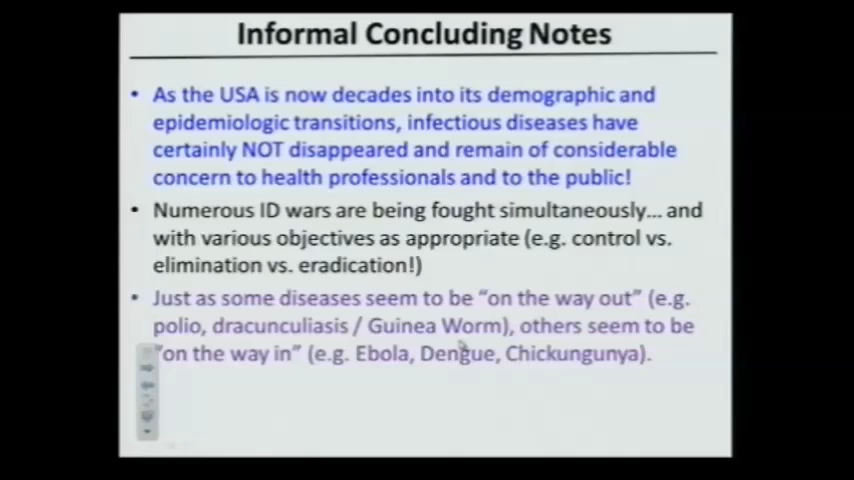 Informal Concluding Notes
• As the USA is now decades into its demographic and
epidemiologic transitions, infectious diseases have
certainly NOT disappeared and remain of considerable
concern to health professionals and to the public!
• Numerous ID wars are being fought simultaneously... and
with various objectives as appropriate (e.g. control vs.
elimination vs. eradication!)
• Just as some diseases seem to be “on the way out” (e.g.
polio, dracunculiasis / Guinea Worm), others seem to be
“on the way in” (e.g. Ebola, Dengue, Chickungunya).